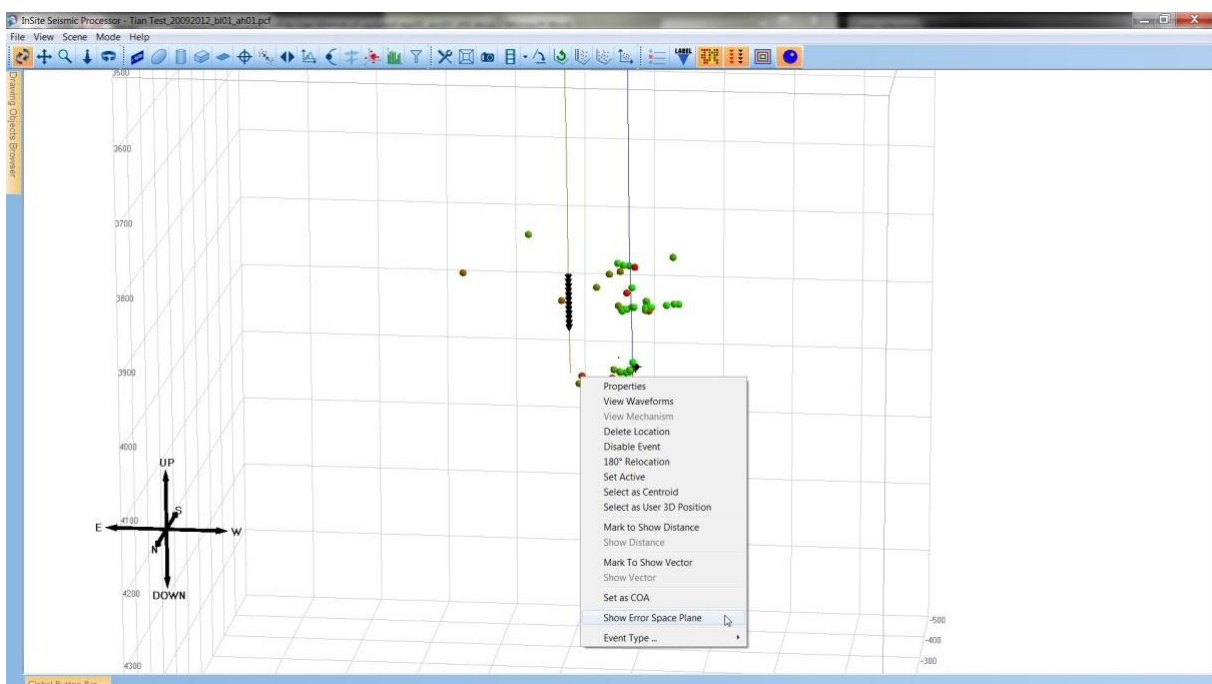 InSite Seismic Processor - Tian Test_20092012_bl01_ah01.pcf
File View Scene Mode Help
LABEL
Drawing Objects Browser
3500
3600
3700
3800
3900
4000
4100
4200
4300
UP
S
E
W
N
DOWN
Properties
View Waveforms
View Mechanism
Delete Location
Disable Event
180° Relocation
Set Active
Select as Centroid
Select as User 3D Position
Mark to Show Distance
Show Distance
Mark To Show Vector
Show Vector
Set as COA
Show Error Space Plane
Event Type ...
-500
-400
-300
Global Button Bar